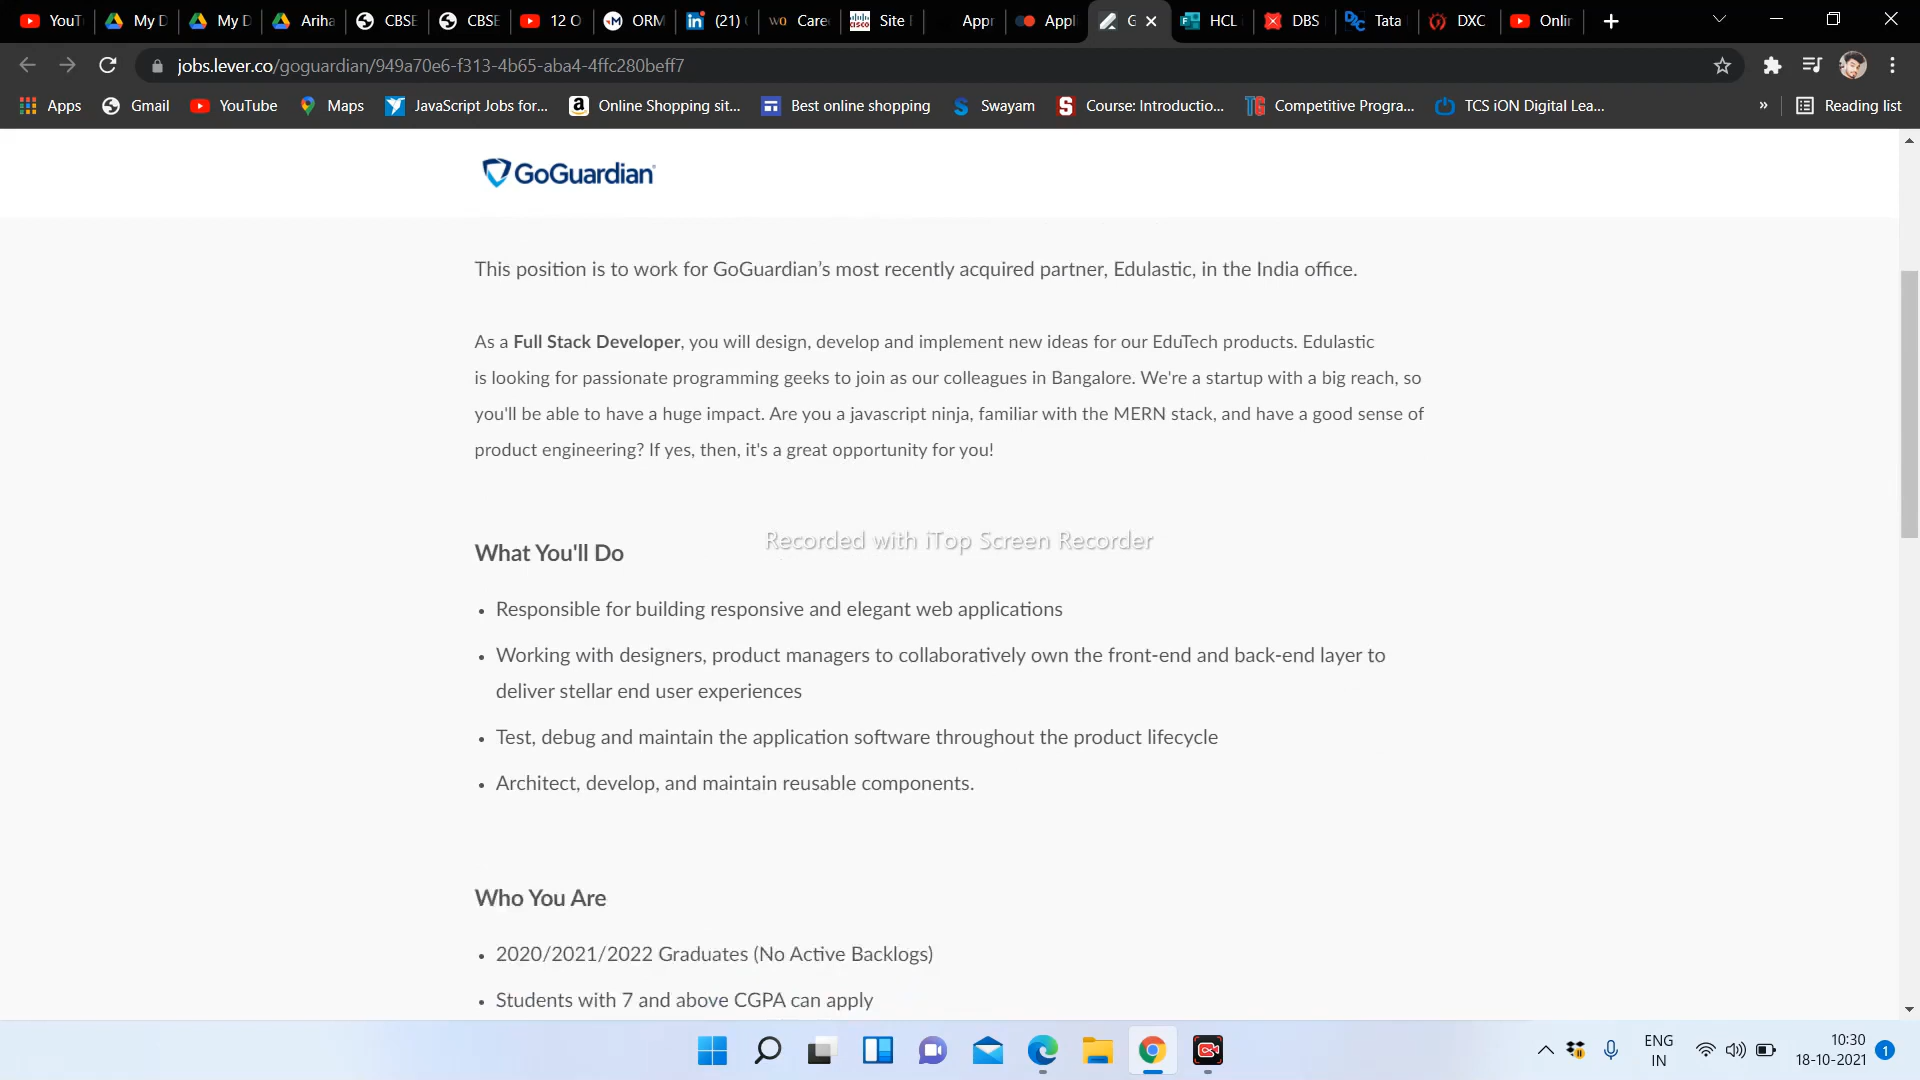 YouT
My D
My D
Ariha
CBSE
CBSE
12 O
ORM
(21)
Care
Site
Appr
Appl
G
HCL
DBS
Tata
DXC
Onlin
jobs.lever.co/goguardian/949a70e6-f313-4b65-aba4-4ffc280beff7
Apps
Gmail
YouTube
Maps
JavaScript Jobs for...
Online Shopping sit...
Best online shopping
Swayam
Course: Introductio...
Competitive Progra...
TCS iON Digital Lea...
»
Reading list
GoGuardian
This position is to work for GoGuardian’s most recently acquired partner, Edulastic, in the India office.
As a Full Stack Developer, you will design, develop and implement new ideas for our EduTech products. Edulastic
is looking for passionate programming geeks to join as our colleagues in Bangalore. We're a startup with a big reach, so
you'll be able to have a huge impact. Are you a javascript ninja, familiar with the MERN stack, and have a good sense of
product engineering? If yes, then, it's a great opportunity for you!
Recorded with iTop Screen Recorder
What You'll Do
• Responsible for building responsive and elegant web applications
• Working with designers, product managers to collaboratively own the front-end and back-end layer to
deliver stellar end user experiences
• Test, debug and maintain the application software throughout the product lifecycle
• Architect, develop, and maintain reusable components.
Who You Are
• 2020/2021/2022 Graduates (No Active Backlogs)
• Students with 7 and above CGPA can apply
ENG
IN
10:30
18-10-2021
1